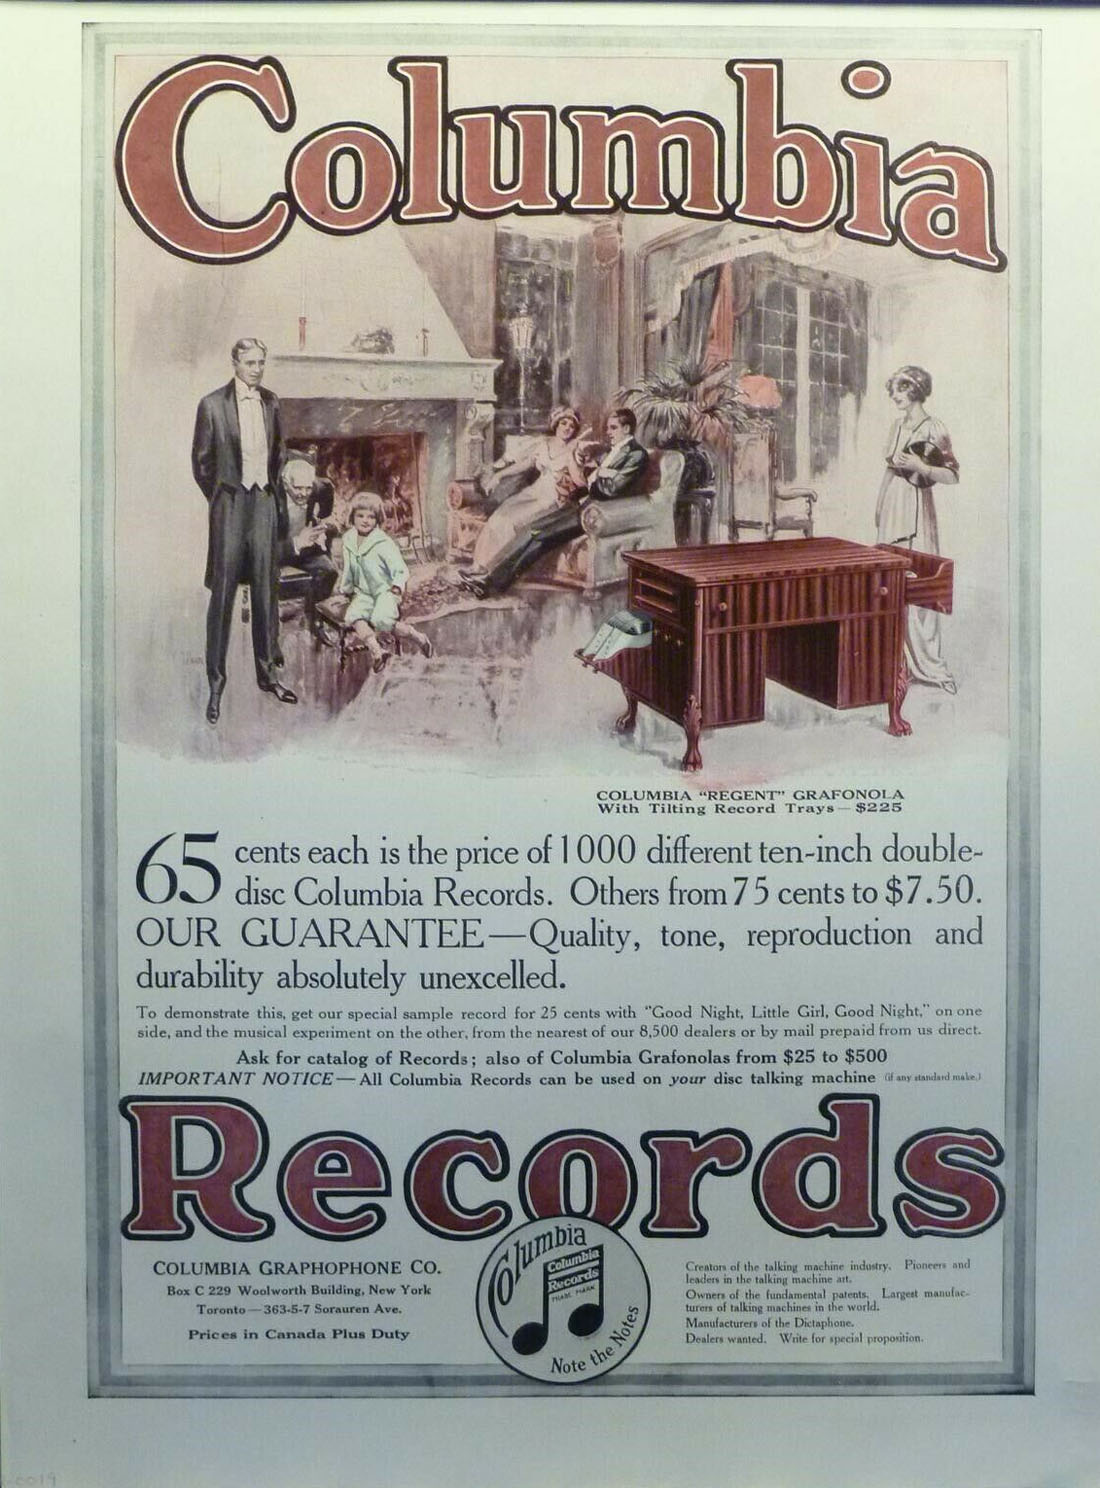 Columbia
COLUMBIA "REGENT" GRAFONOLA
With Tilting Record Trays — $225
65 cents each is the price of 1000 different ten-inch double-
disc Columbia Records. Others from 75 cents to $7.50.
OUR GUARANTEE—Quality, tone, reproduction and
durability absolutely unexcelled.
To demonstrate this, get our special sample record for 25 cents with "Good Night, Little Girl, Good Night," on one
side, and the musical experiment on the other, from the nearest of our 8,500 dealers or by mail prepaid from us direct.
Ask for catalog of Records; also of Columbia Grafonolas from $25 to $500
IMPORTANT NOTICE—All Columbia Records can be used on your disc talking machine (if any standard make.)
Records
COLUMBIA GRAPHOPHONE CO.
Box C 229 Woolworth Building, New York
Toronto — 363-5-7 Sorauren Ave.
Prices in Canada Plus Duty
Columbia
Columbia
Records
TRADE MARK
Note the Notes
Creators of the talking machine industry. Pioneers and
leaders in the talking machine art.
Owners of the fundamental patents. Largest manufac-
turers of talking machines in the world.
Manufacturers of the Dictaphone.
Dealers wanted. Write for special proposition.